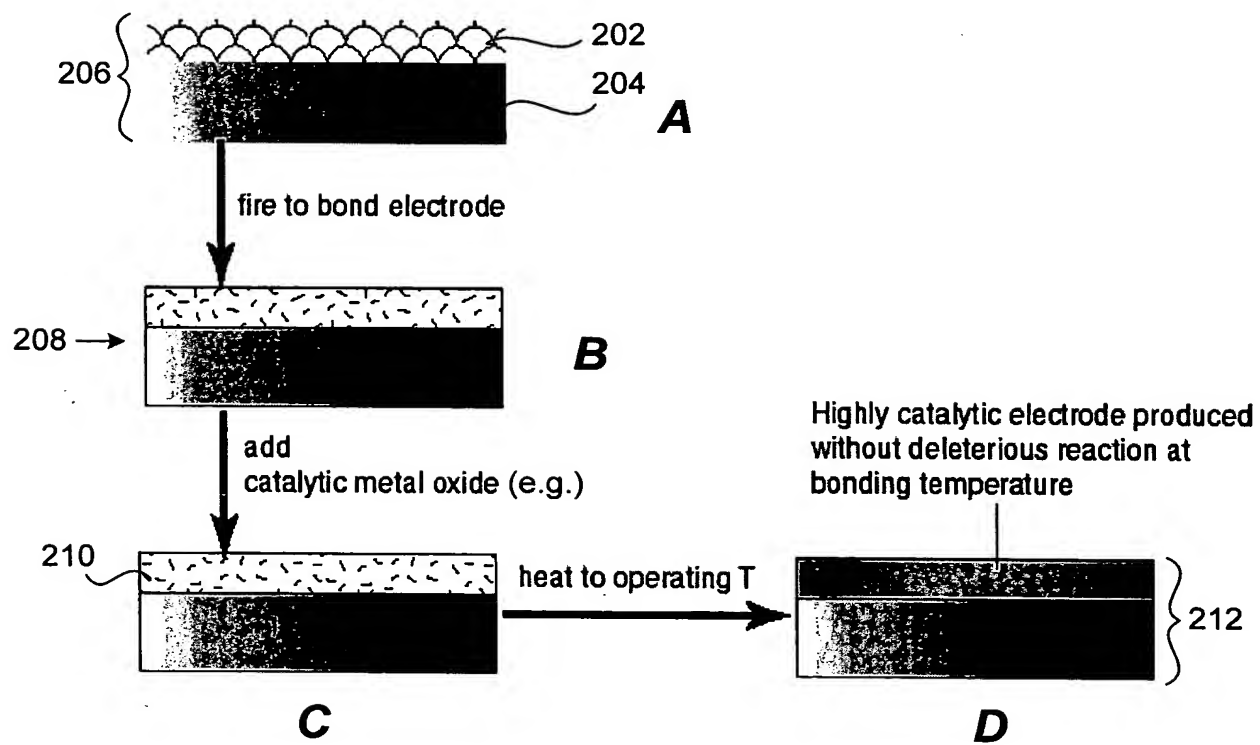 202
206
204
A
fire to bond electrode
208
B
add
catalytic metal oxide (e.g.)
Highly catalytic electrode produced
without deleterious reaction at
bonding temperature
210
heat to operating T
212
C
D